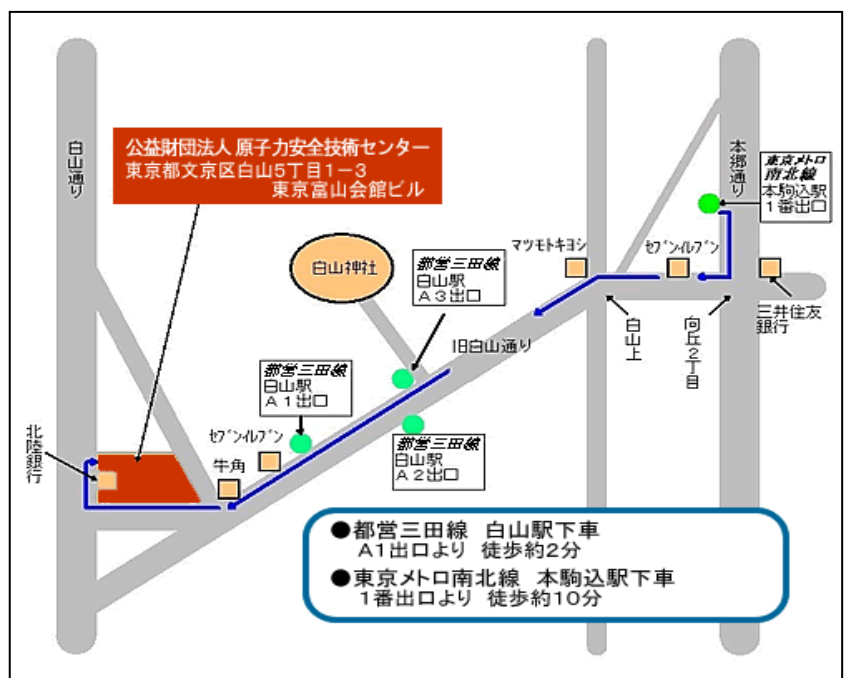 白山通り
公益財団法人 原子力安全技術センター
東京都文京区白山5丁目1−3
東京富山会館ビル
本郷通り
東京メトロ
南北線
本駒込駅
1番出口
マツモトキヨシ
セブンイレブン
白山神社
都営三田線
白山駅
A3出口
三井住友
銀行
白山上
向丘2丁目
旧白山通り
都営三田線
白山駅
A1出口
セブンイレブン
都営三田線
白山駅
A2出口
北陸銀行
牛角
●都営三田線 白山駅下車
A1出口より 徒歩約2分
●東京メトロ南北線 本駒込駅下車
1番出口より 徒歩約10分